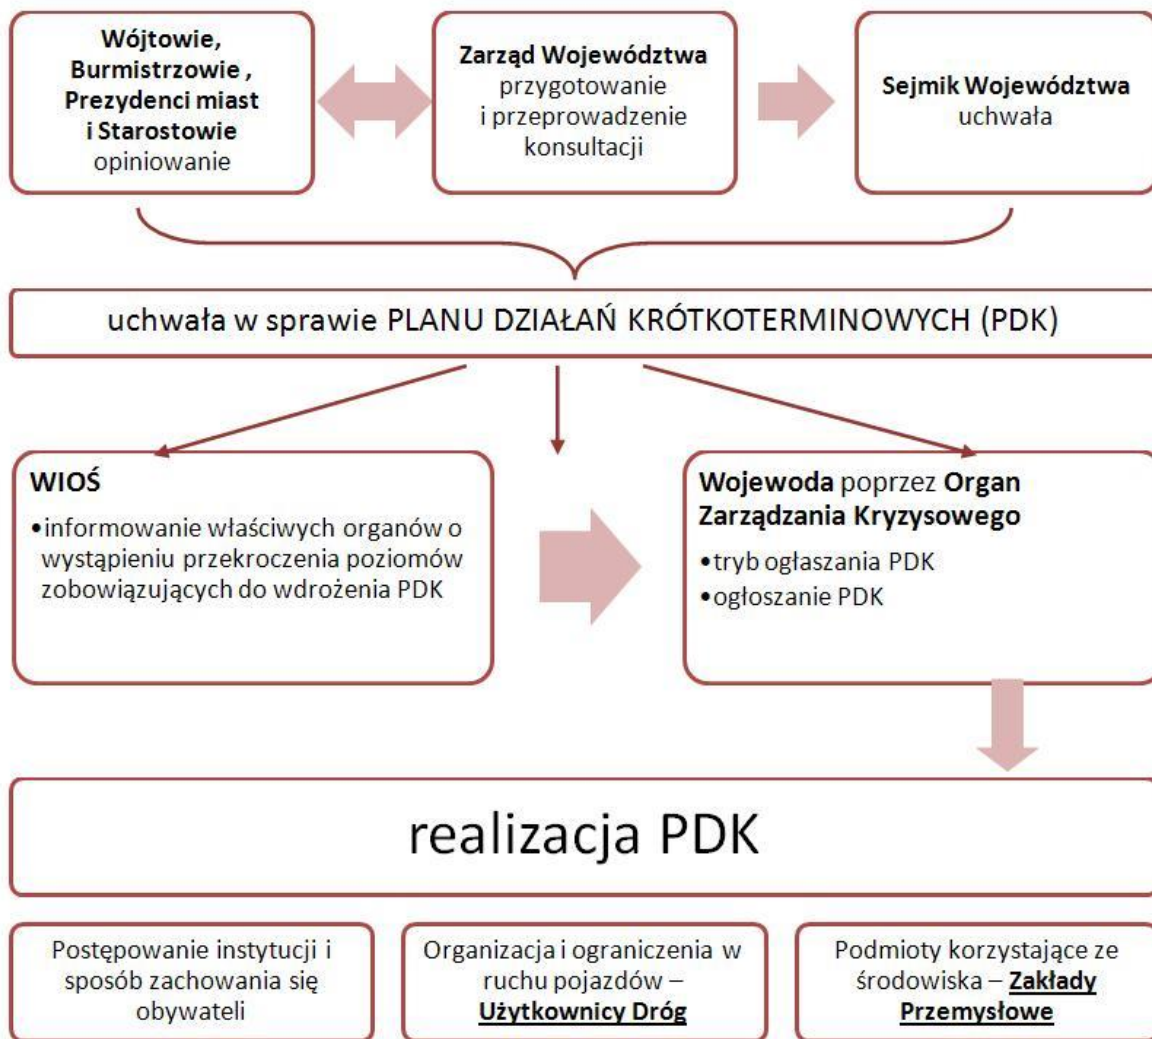 Wójtowie,
Burmistrzowie ,
Prezydenci miast
i Starostowie
opiniowanie
Zarząd Województwa
przygotowanie
i przeprowadzenie
konsultacji
Sejmik Województwa
uchwała
uchwała w sprawie PLANU DZIAŁAŃ KRÓTKOTERMINOWYCH (PDK)
WIOŚ
•informowanie właściwych organów o
wystąpieniu przekroczenia poziomów
zobowiązujących do wdrożenia PDK
Wojewoda poprzez Organ
Zarządzania Kryzysowego
•tryb ogłaszania PDK
•ogłoszanie PDK
realizacja PDK
Postępowanie instytucji i
sposób zachowania się
obywateli
Organizacja i ograniczenia w
ruchu pojazdów –
Użytkownicy Dróg
Podmioty korzystające ze
środowiska – Zakłady
Przemysłowe